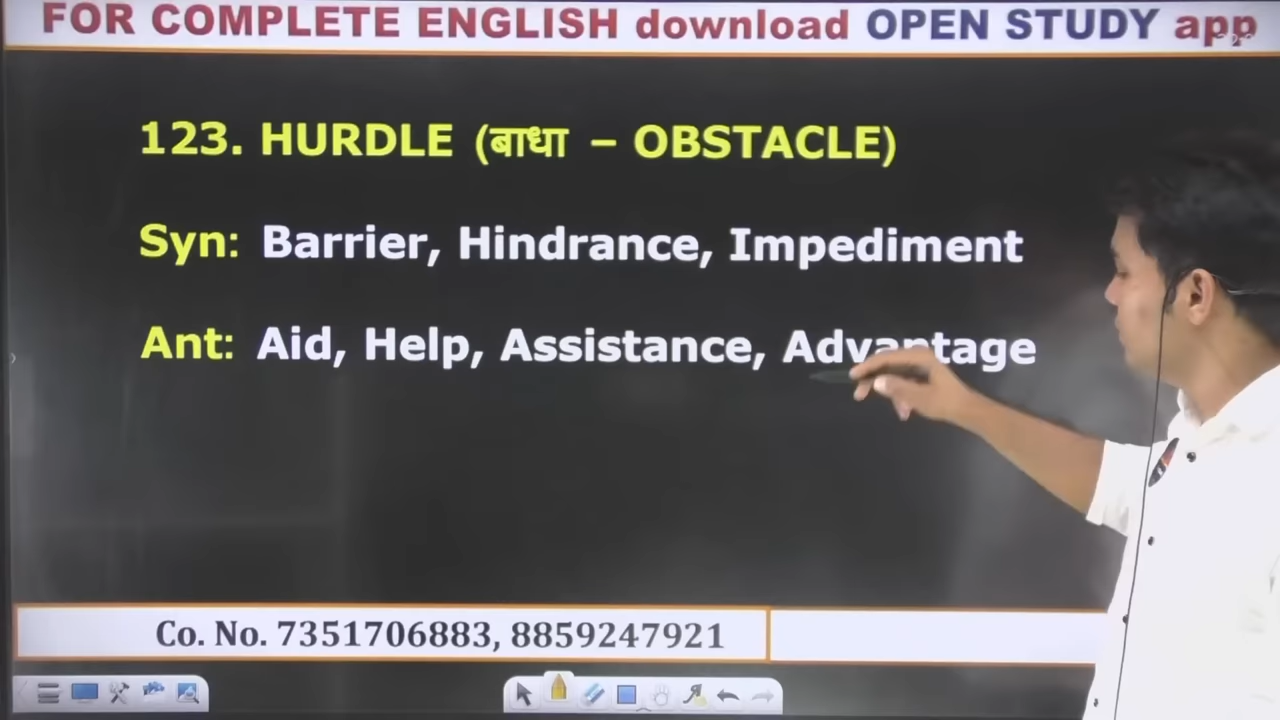 FOR COMPLETE ENGLISH download OPEN STUDY app
123. HURDLE (बाधा – OBSTACLE)
Syn: Barrier, Hindrance, Impediment
Ant: Aid, Help, Assistance, Advantage
Co. No. 7351706883, 8859247921